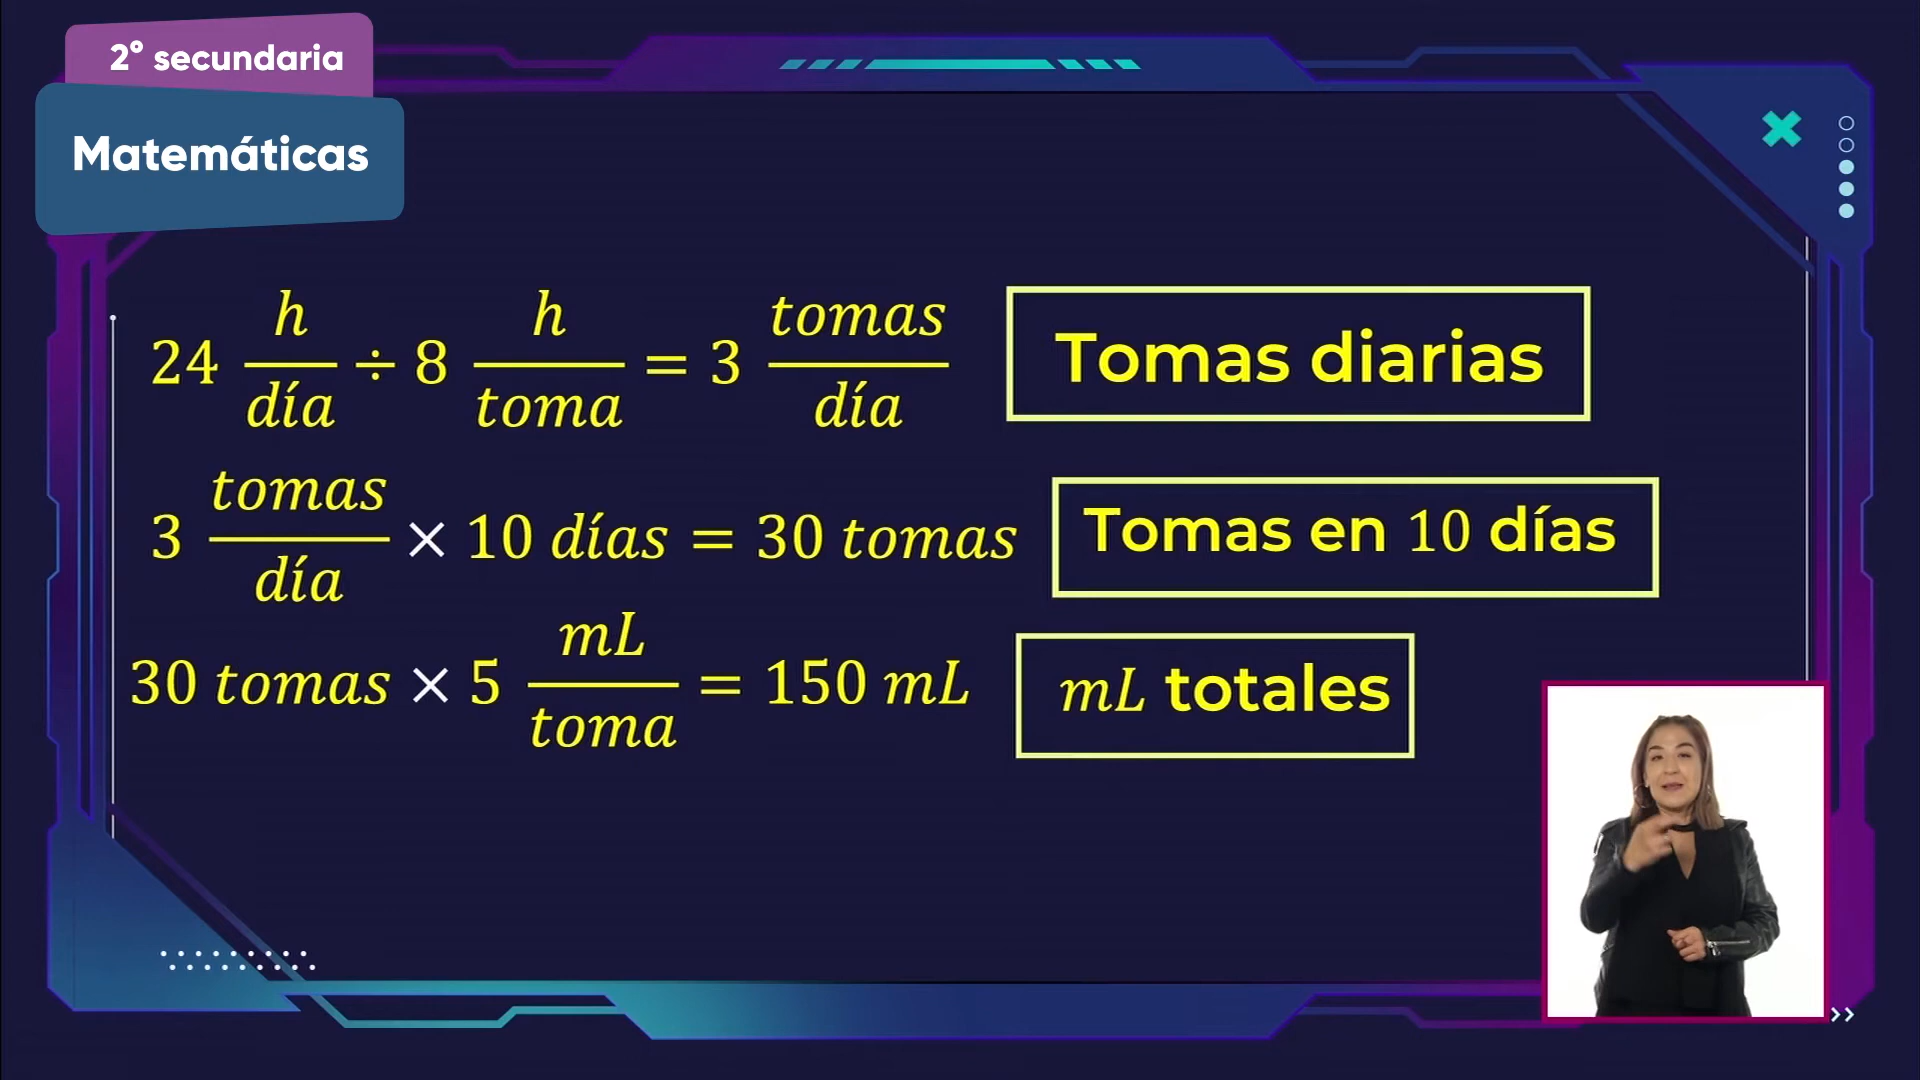 2° secundaria
Matemáticas
24 h/día ÷ 8 h/toma = 3 tomas/día
Tomas diarias
3 tomas/día × 10 días = 30 tomas
Tomas en 10 días
30 tomas × 5 mL/toma = 150 mL
mL totales